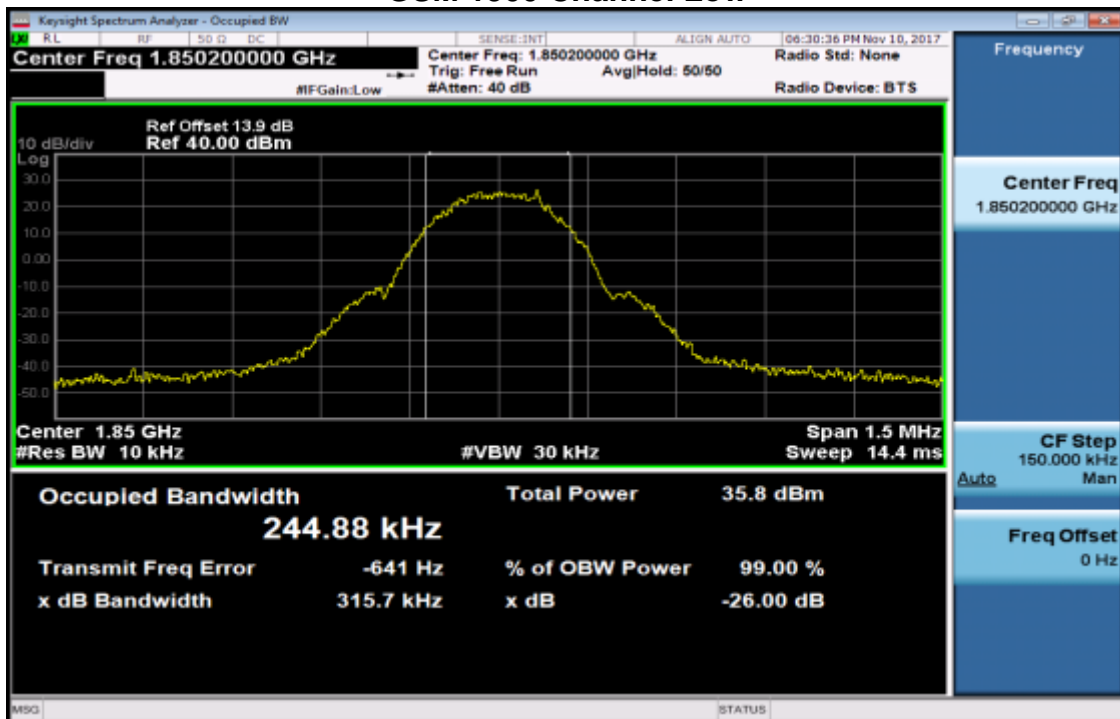 Keysight Spectrum Analyzer - Occupied BW
RL RF 50 Ω DC SENSE:INT ALIGN AUTO 06:30:36 PM Nov 10, 2017
Center Freq 1.850200000 GHz
Center Freq: 1.850200000 GHz
Radio Std: None
Trig: Free Run
Avg|Hold: 50/50
#IFGain:Low
#Atten: 40 dB
Radio Device: BTS
Ref Offset 13.9 dB
10 dB/div Ref 40.00 dBm
Log
30.0
20.0
10.0
0.00
-10.0
-20.0
-30.0
-40.0
-50.0
Center 1.85 GHz
Span 1.5 MHz
#Res BW 10 kHz
#VBW 30 kHz
Sweep 14.4 ms
Occupied Bandwidth
Total Power 35.8 dBm
244.88 kHz
Transmit Freq Error -641 Hz
% of OBW Power 99.00 %
x dB Bandwidth 315.7 kHz
x dB -26.00 dB
MSG
STATUS
Frequency
Center Freq
1.850200000 GHz
CF Step
150.000 kHz
Auto Man
Freq Offset
0 Hz